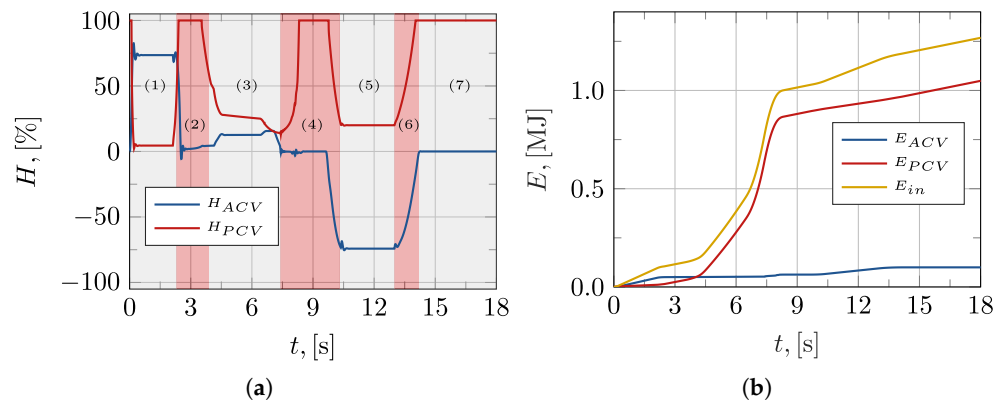 100
50
0
−50
−100
H, [%]
(1)
(2)
(3)
(4)
(5)
(6)
(7)
H_ACV
H_PCV
0 3 6 9 12 15 18
t, [s]
(a)
1.0
0.5
0.0
E, [MJ]
E_ACV
E_PCV
E_in
0 3 6 9 12 15 18
t, [s]
(b)